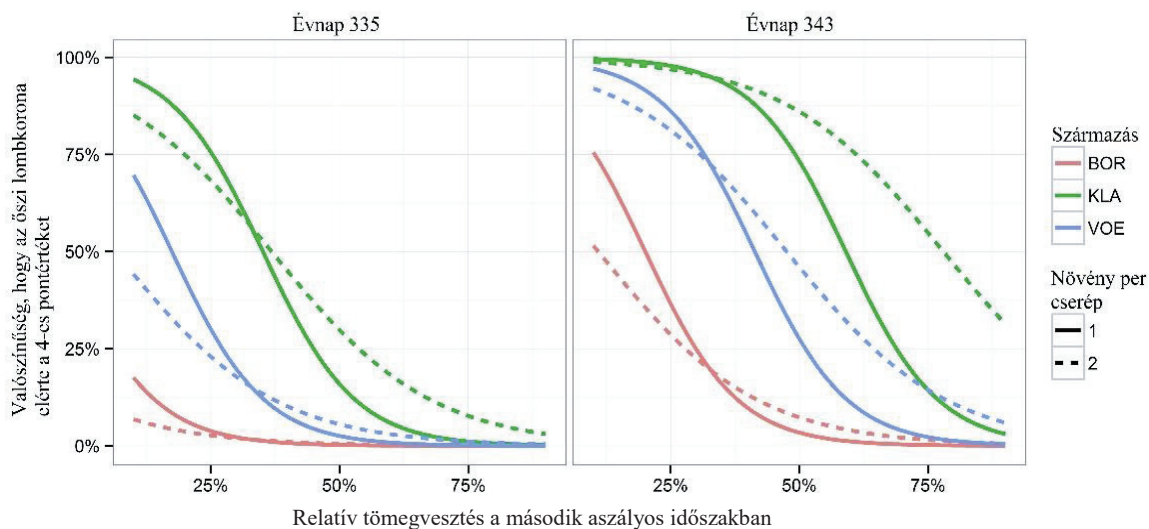 Évnap 335
Évnap 343
Valószínűség, hogy az őszi lombkorona
elérte a 4-es pontértéket
100%
75%
50%
25%
0%
25%
50%
75%
25%
50%
75%
Relatív tömegvesztés a második aszályos időszakban
Származás
BOR
KLA
VOE
Növény per
cserép
1
2